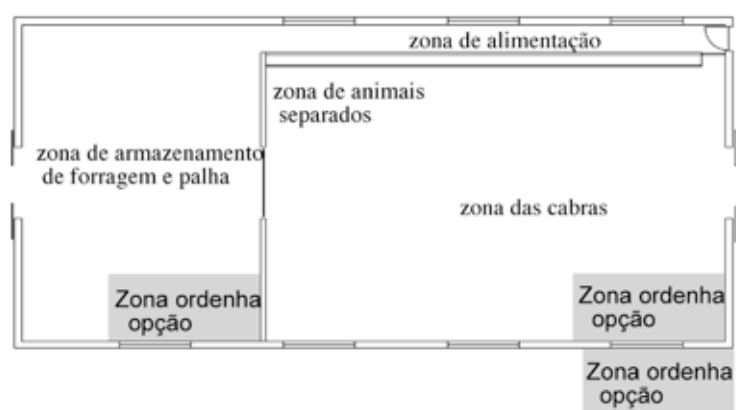 zona de alimentação
zona de animais
separados
zona de armazenamento
de forragem e palha
zona das cabras
Zona ordenha
opção
Zona ordenha
opção
Zona ordenha
opção